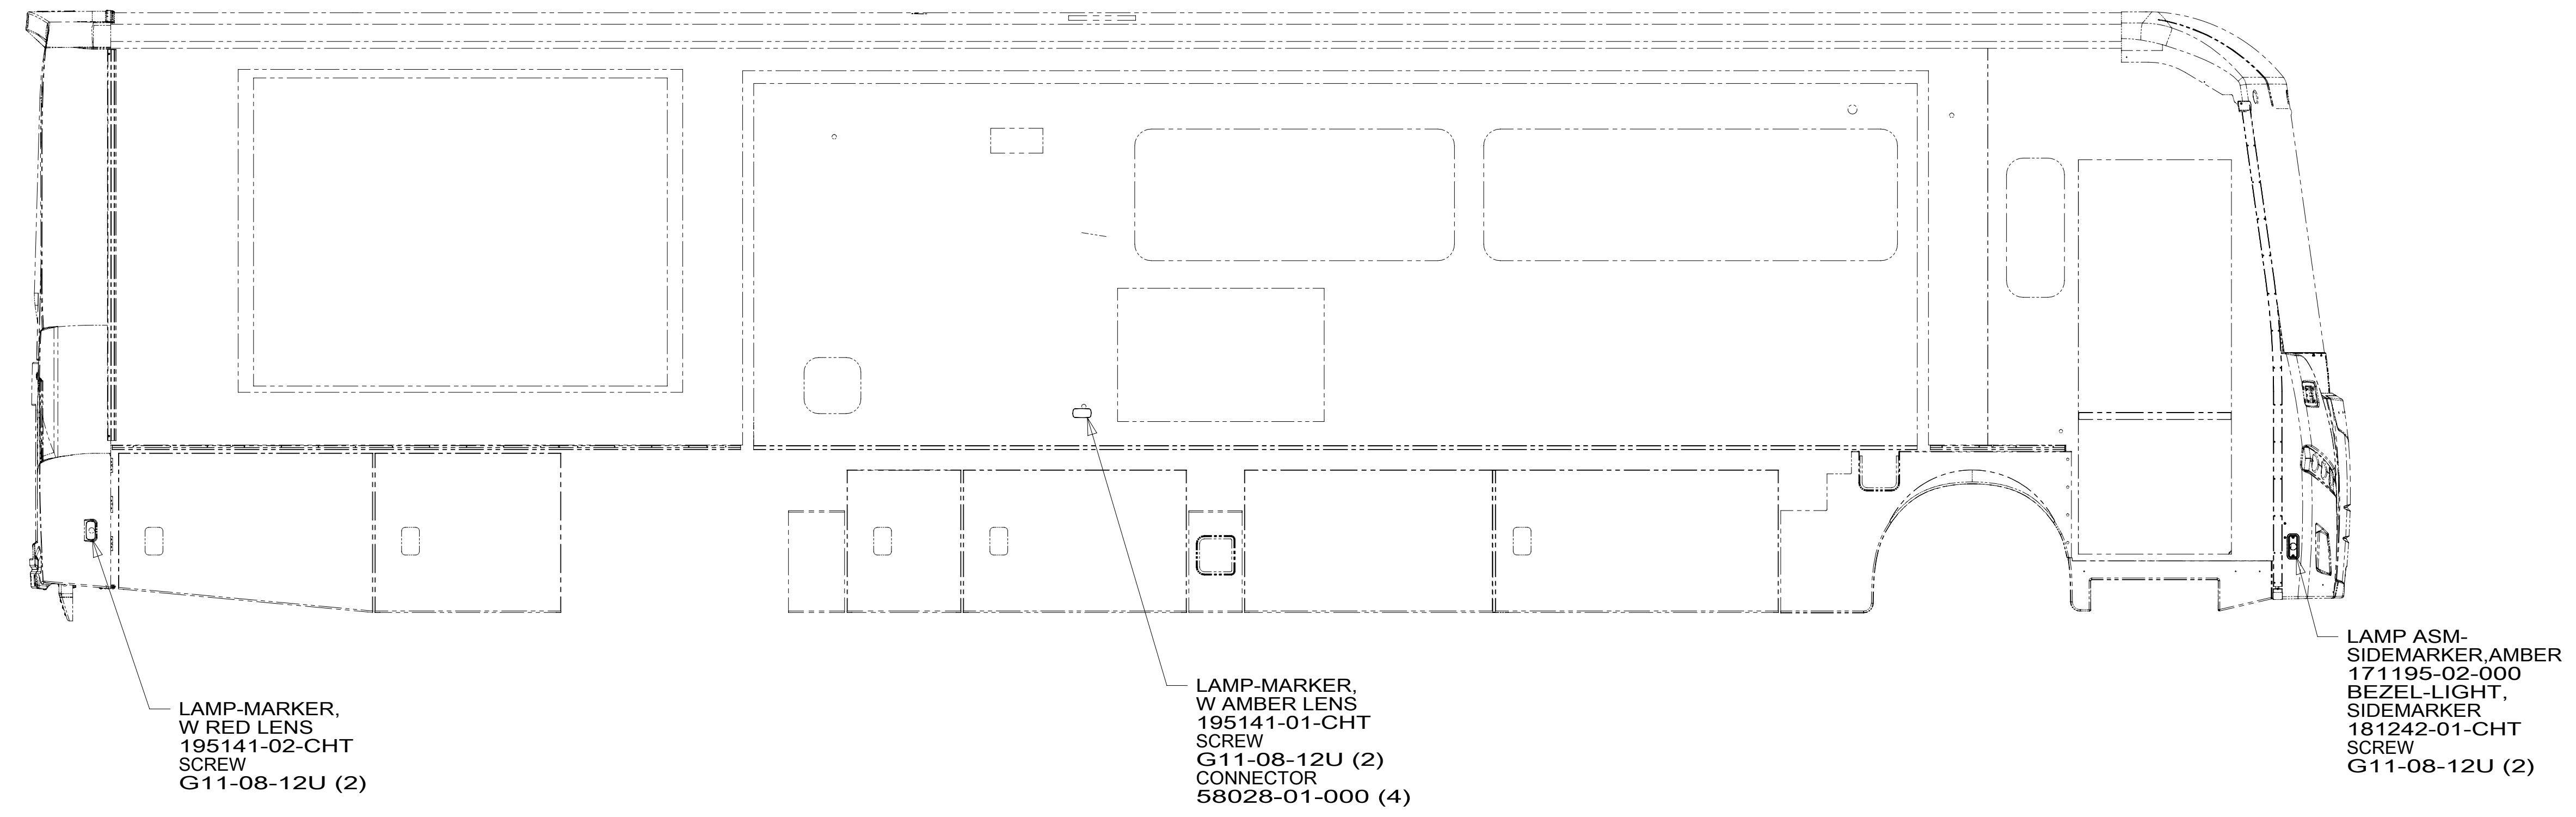 LAMP-MARKER,
W RED LENS
195141-02-CHT
SCREW
G11-08-12U (2)
LAMP-MARKER,
W AMBER LENS
195141-01-CHT
SCREW
G11-08-12U (2)
CONNECTOR
58028-01-000 (4)
LAMP ASM-
SIDEMARKER,AMBER
171195-02-000
BEZEL-LIGHT,
SIDEMARKER
181242-01-CHT
SCREW
G11-08-12U (2)